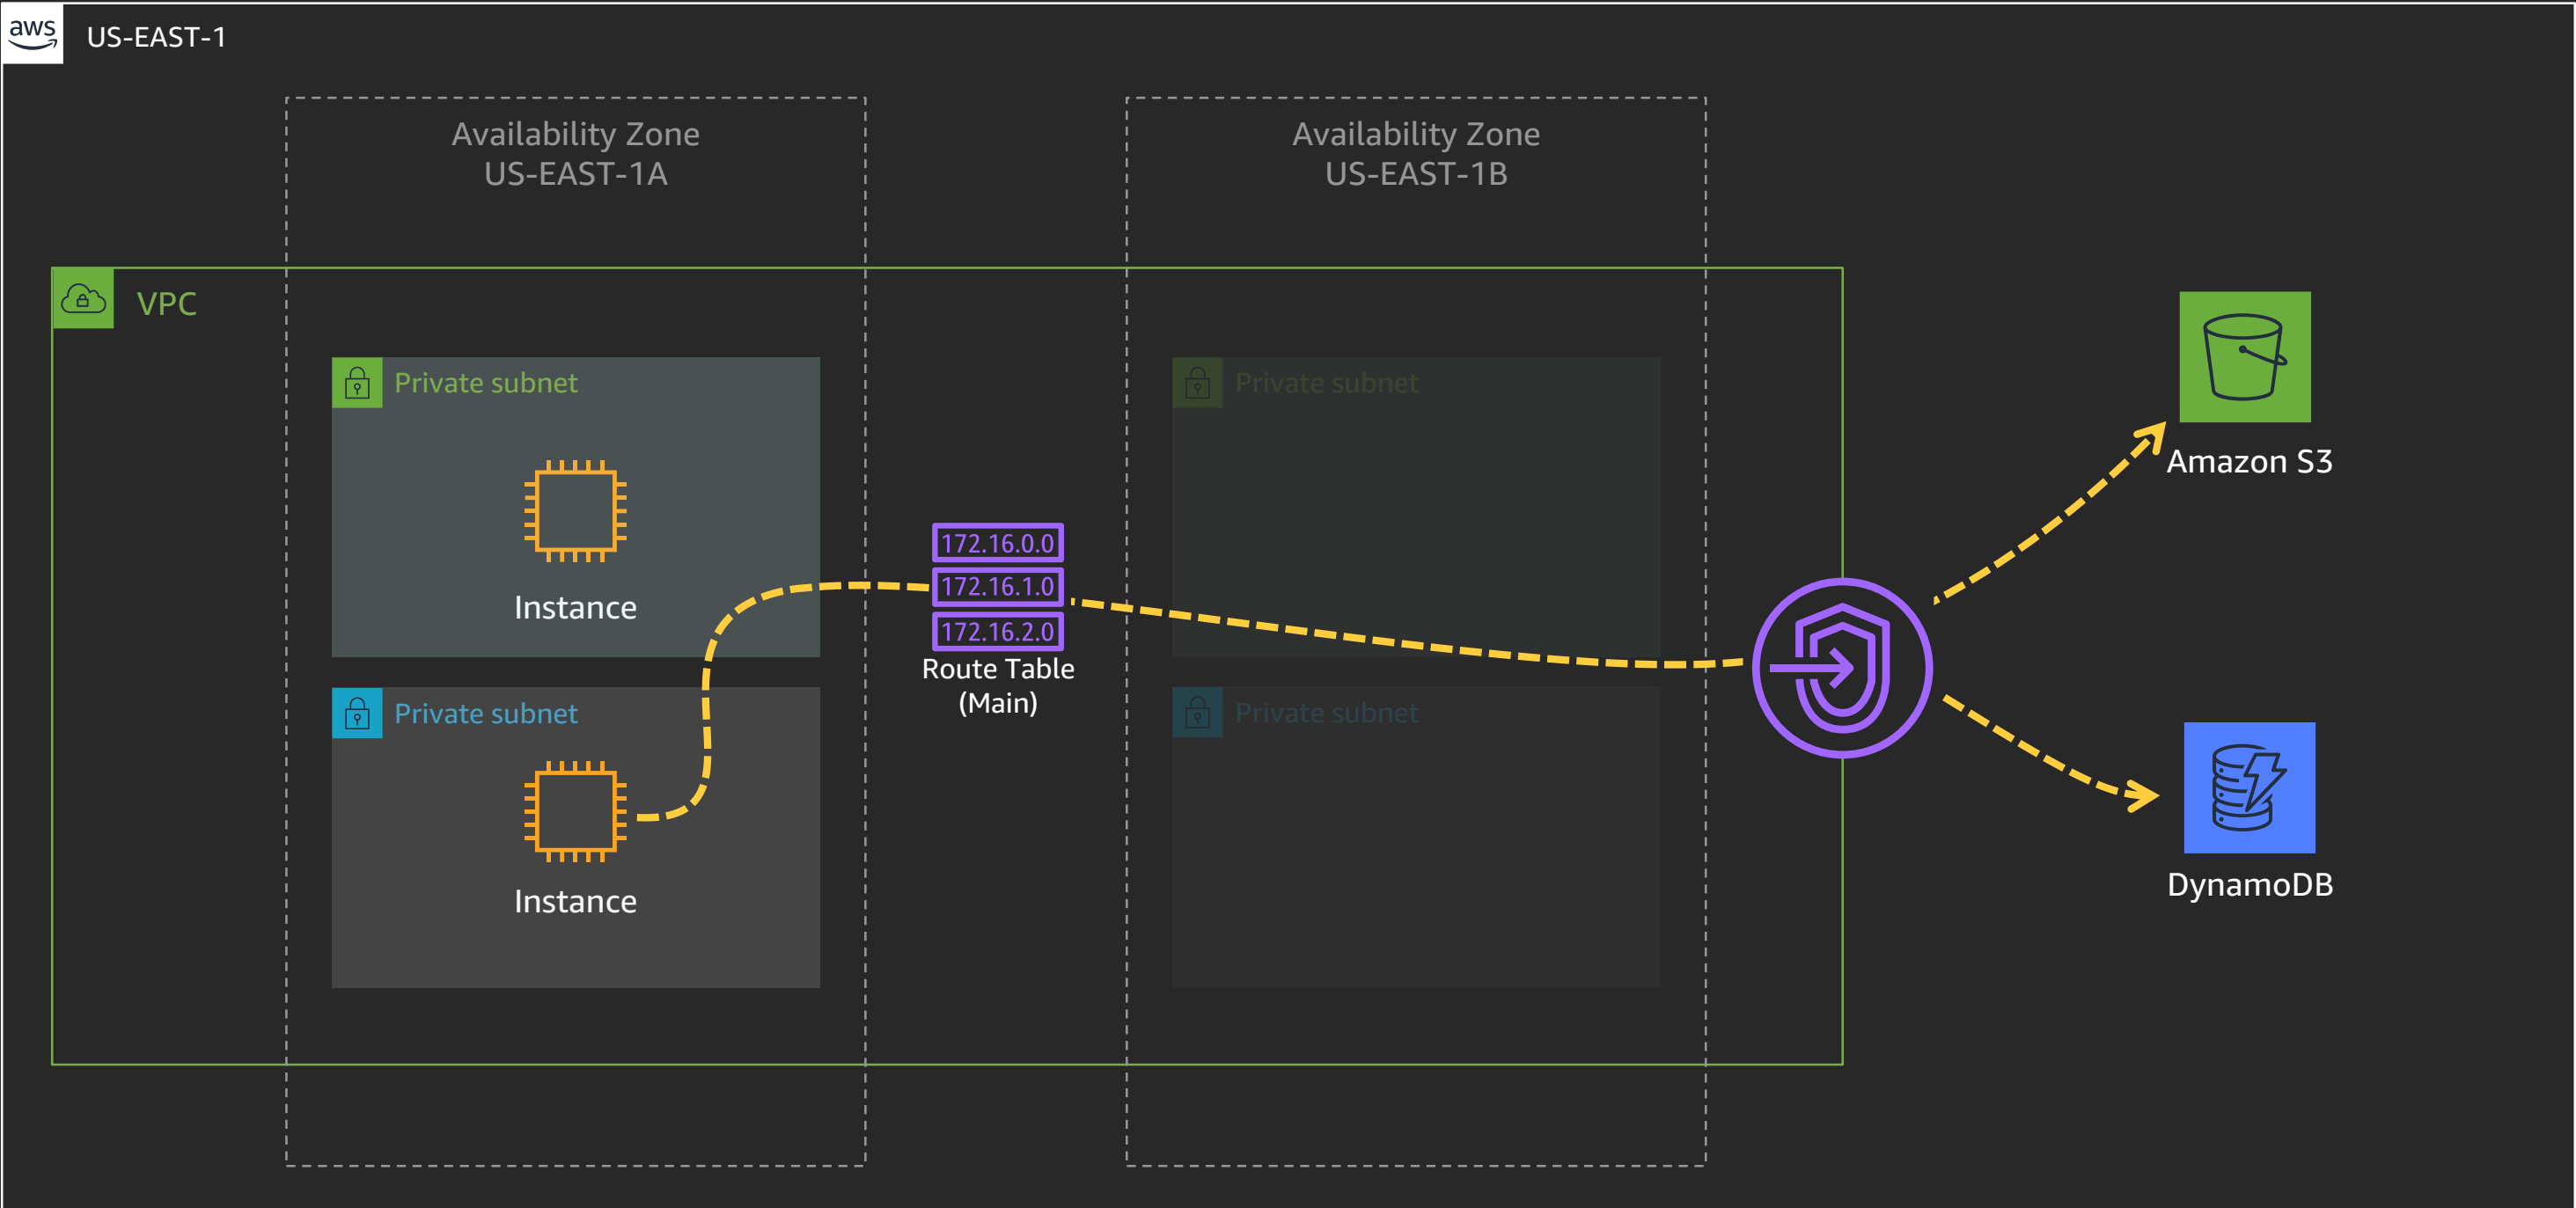 aws
US-EAST-1
Availability Zone
US-EAST-1A
Availability Zone
US-EAST-1B
VPC
Private subnet
Instance
Private subnet
Instance
172.16.0.0
172.16.1.0
172.16.2.0
Route Table
(Main)
Private subnet
Private subnet
Amazon S3
DynamoDB